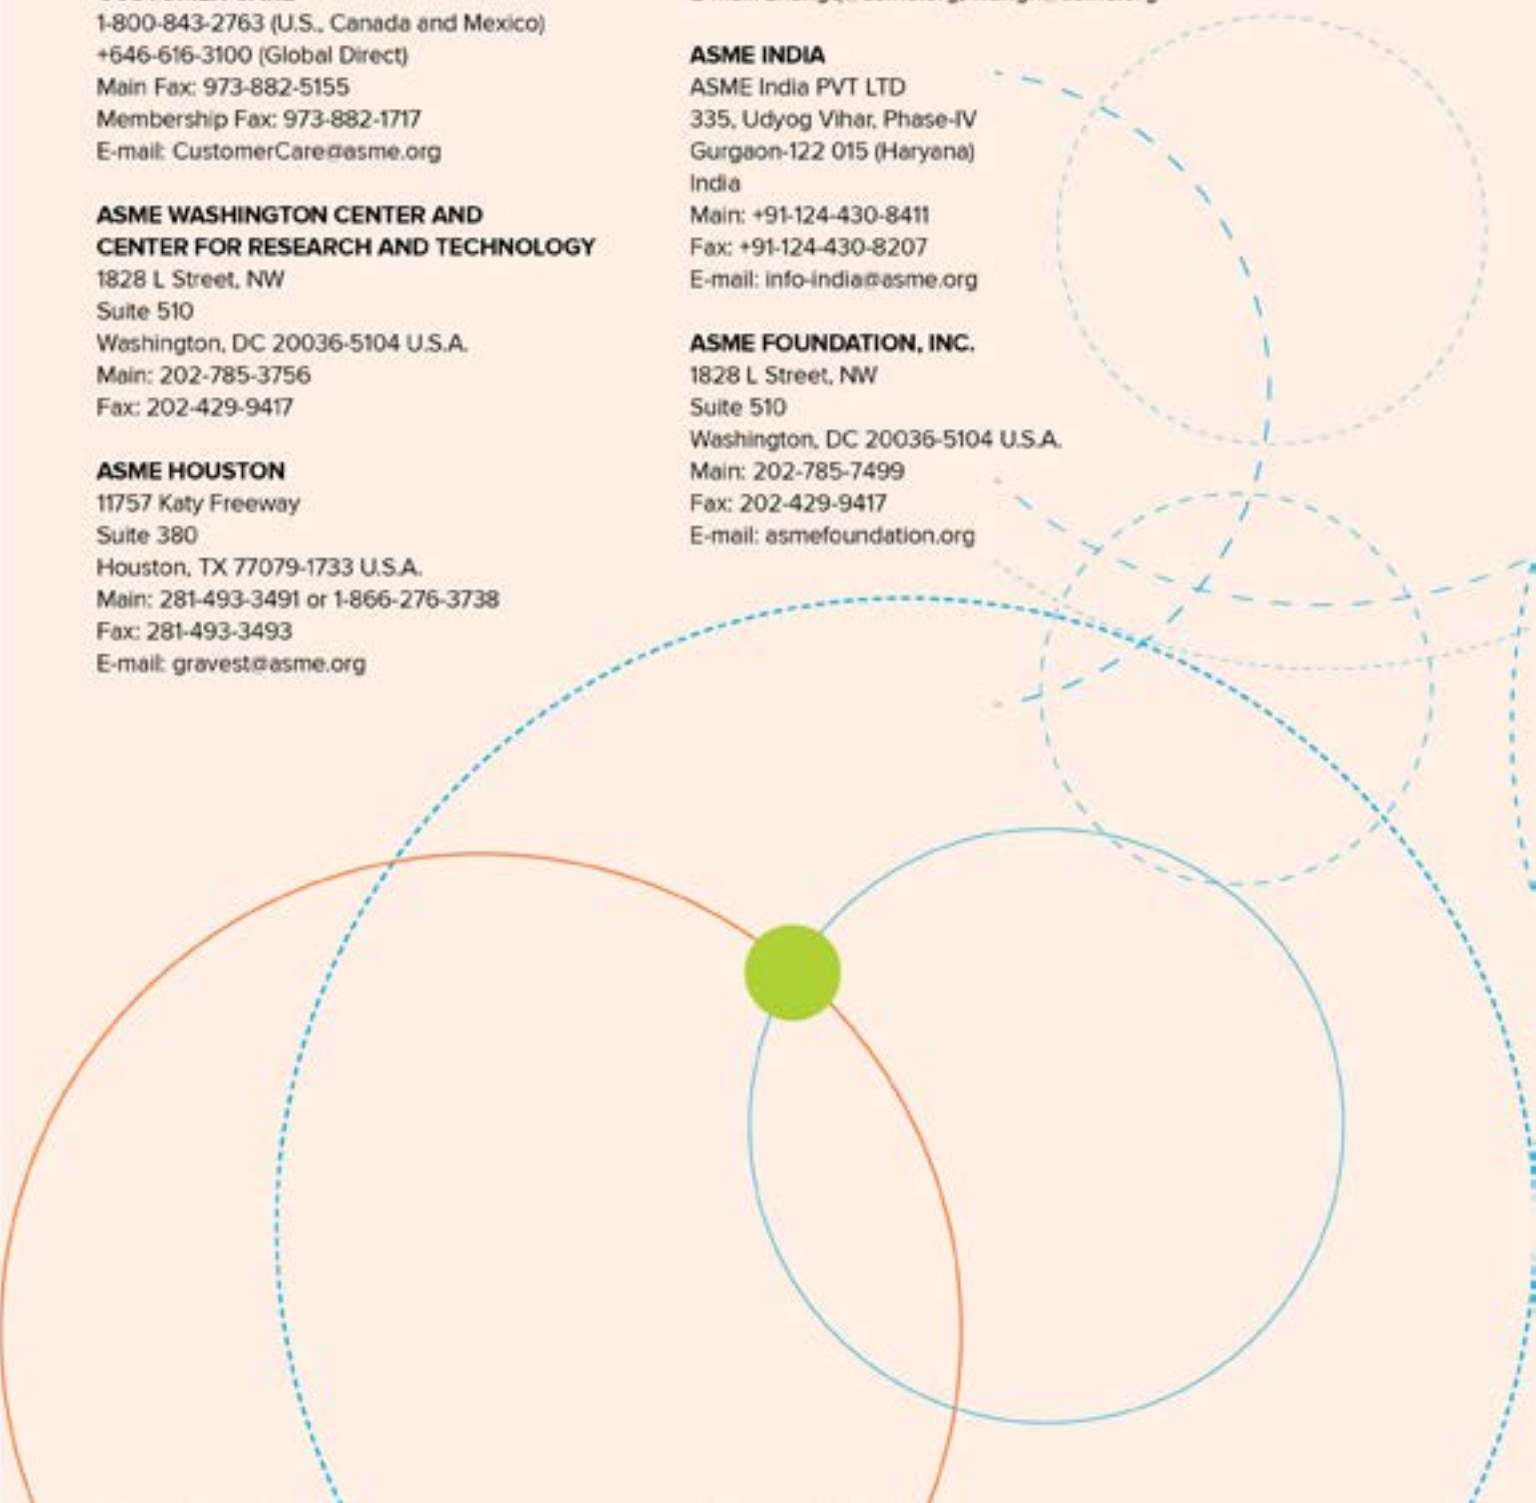 1-800-843-2763 (U.S., Canada and Mexico)
+646-616-3100 (Global Direct)
Main Fax: 973-882-5155
Membership Fax: 973-882-1717
E-mail: CustomerCare@asme.org
ASME WASHINGTON CENTER AND
CENTER FOR RESEARCH AND TECHNOLOGY
1828 L Street, NW
Suite 510
Washington, DC 20036-5104 U.S.A.
Main: 202-785-3756
Fax: 202-429-9417
ASME HOUSTON
11757 Katy Freeway
Suite 380
Houston, TX 77079-1733 U.S.A.
Main: 281-493-3491 or 1-866-276-3738
Fax: 281-493-3493
E-mail: gravest@asme.org
ASME INDIA
ASME India PVT LTD
335, Udyog Vihar, Phase-IV
Gurgaon-122 015 (Haryana)
India
Main: +91-124-430-8411
Fax: +91-124-430-8207
E-mail: info-india@asme.org
ASME FOUNDATION, INC.
1828 L Street, NW
Suite 510
Washington, DC 20036-5104 U.S.A.
Main: 202-785-7499
Fax: 202-429-9417
E-mail: asmefoundation.org